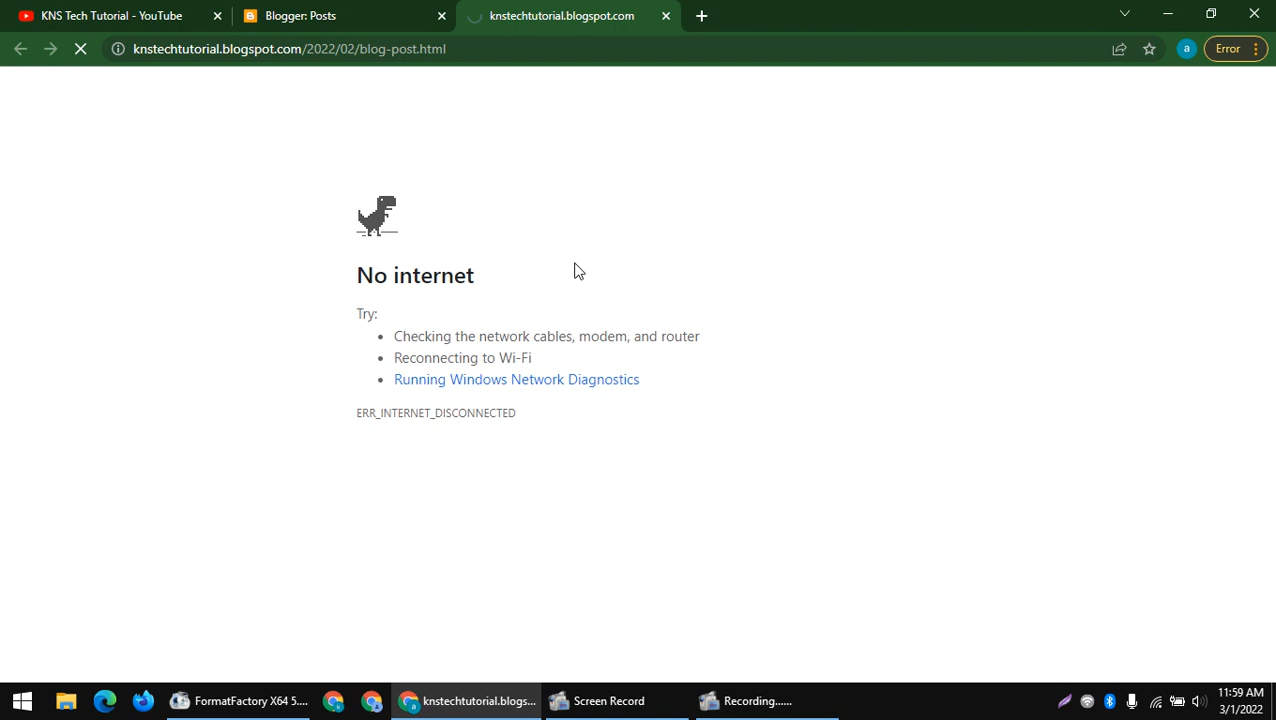 KNS Tech Tutorial - YouTube
Blogger: Posts
knstechtutorial.blogspot.com
knstechtutorial.blogspot.com/2022/02/blog-post.html
a
Error
No internet
Try:
• Checking the network cables, modem, and router
• Reconnecting to Wi-Fi
• Running Windows Network Diagnostics
ERR_INTERNET_DISCONNECTED
FormatFactory X64 5....
knstechtutorial.blogs...
Screen Record
Recording......
11:59 AM
3/1/2022